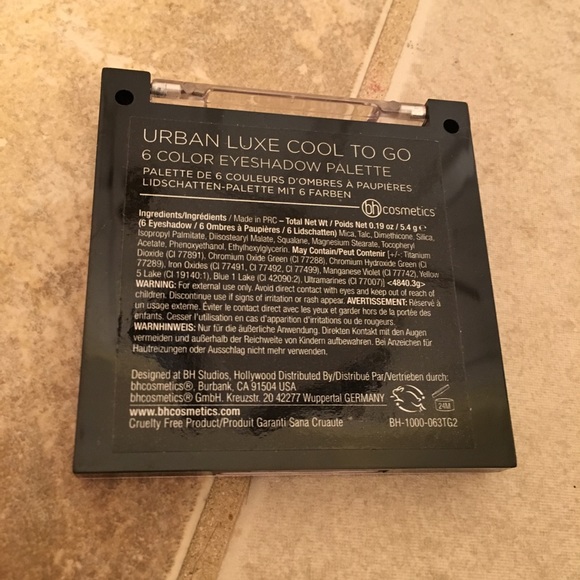 URBAN LUXE COOL TO GO
6 COLOR EYESHADOW PALETTE
PALETTE DE 6 COULEURS D'OMBRES À PAUPIÈRES
LIDSCHATTEN-PALETTE MIT 6 FARBEN
bhcosmetics®
Ingredients/Ingrédients / Made in PRC – Total Net Wt / Poids Net 0.19 oz / 5.4 g ℮
(6 Eyeshadow / 6 Ombres à Paupières / 6 Lidschatten) Mica, Talc, Dimethicone, Silica,
Isopropyl Palmitate, Diisostearyl Malate, Squalane, Magnesium Stearate, Tocopheryl
Acetate, Phenoxyethanol, Ethylhexylglycerin. May Contain/Peut Contenir [+/-: Titanium
Dioxide (CI 77891), Chromium Oxide Green (CI 77288), Chromium Hydroxide Green (CI
77289), Iron Oxides (CI 77491, CI 77492, CI 77499), Manganese Violet (CI 77742), Yellow
5 Lake (CI 19140:1), Blue 1 Lake (CI 42090:2), Ultramarines (CI 77007)] <4840.3g>
WARNING: For external use only. Avoid direct contact with eyes and keep out of reach of
children. Discontinue use if signs of irritation or rash appear. AVERTISSEMENT: Réservé à
un usage externe. Éviter le contact direct avec les yeux et garder hors de la portée des
enfants. Cesser l'utilisation en cas d'apparition d'irritations ou de rougeurs.
WARNHINWEIS: Nur für die äußerliche Anwendung. Direkten Kontakt mit den Augen
vermeiden und außerhalb der Reichweite von Kindern aufbewahren. Bei Anzeichen für
Hautreizungen oder Ausschlag nicht mehr verwenden.
Designed at BH Studios, Hollywood Distributed By/Distribué Par/Vertrieben durch:
bhcosmetics®, Burbank, CA 91504 USA
bhcosmetics® GmbH. Kreuzstr. 20 42277 Wuppertal GERMANY
www.bhcosmetics.com
24M
Cruelty Free Product/Produit Garanti Sana Cruaute
BH-1000-063TG2